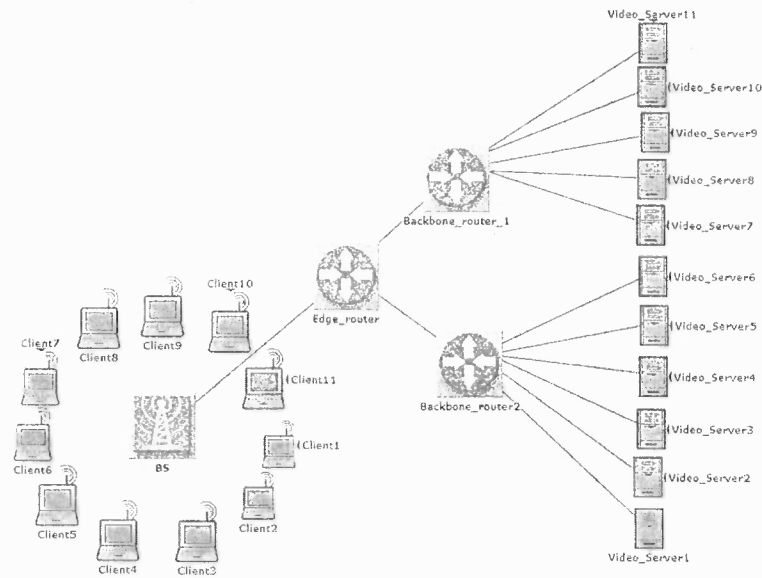 Video_Server11
(Video_Server10
(Video_Server9
(Video_Server8
(Video_Server7
Backbone_router_1
(Video_Server6
Client10
Edge_router
(Video_Server5
Client7
Client8
Client9
(Video_Server4
(Client11
Backbone_router2
(Video_Server3
(Client1
BS
Client6
(Video_Server2
Client5
Client2
Client4
Client3
Video_Server1